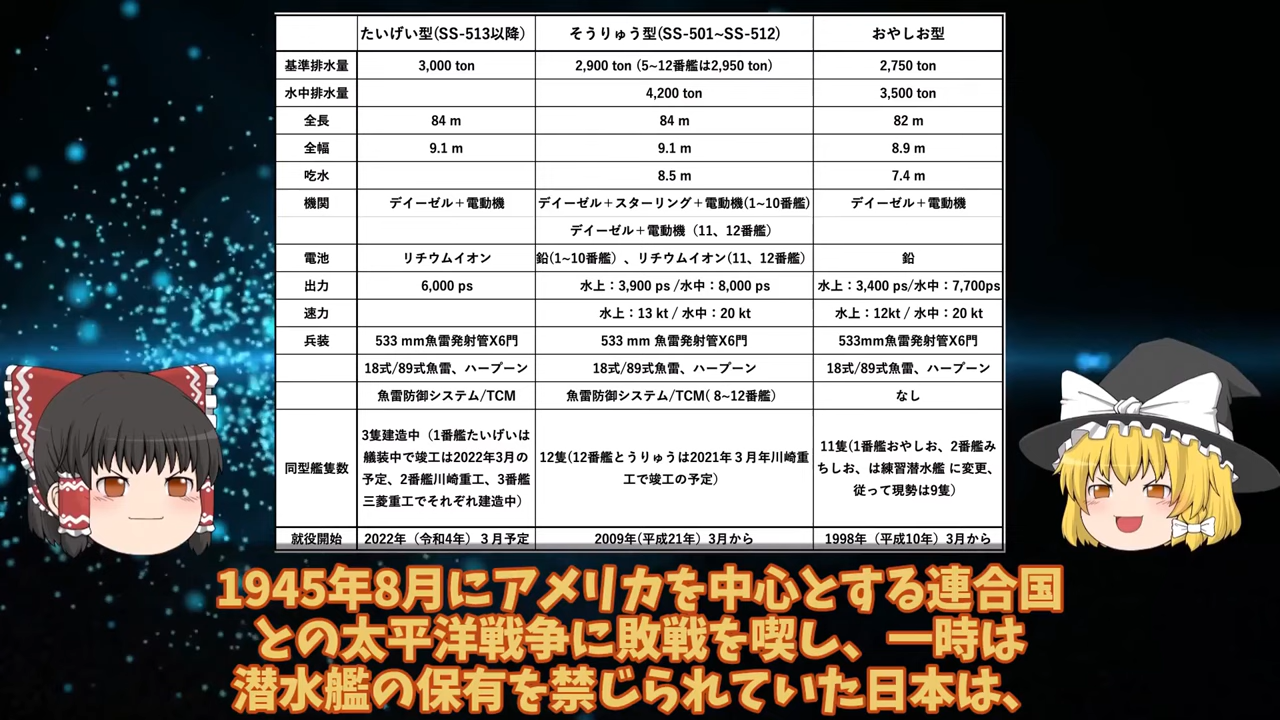 たいげい型(SS-513以降) そうりゅう型(SS-501~SS-512) おやしお型
基準排水量 3,000 ton 2,900 ton (5~12番艦は2,950 ton) 2,750 ton
水中排水量 4,200 ton 3,500 ton
全長 84 m 84 m 82 m
全幅 9.1 m 9.1 m 8.9 m
吃水 8.5 m 7.4 m
機関 デイーゼル＋電動機 デイーゼル＋スターリング＋電動機(1~10番艦) デイーゼル＋電動機
デイーゼル＋電動機（11、12番艦）
電池 リチウムイオン 鉛(1~10番艦）、リチウムイオン(11、12番艦） 鉛
出力 6,000 ps 水上：3,900 ps /水中：8,000 ps 水上：3,400 ps/水中：7,700ps
速力 水上：13 kt / 水中：20 kt 水上：12kt / 水中：20 kt
兵装 533 mm魚雷発射管X6門 533 mm 魚雷発射管X6門 533mm魚雷発射管X6門
18式/89式魚雷、ハープーン 18式/89式魚雷、ハープーン 18式/89式魚雷、ハープーン
魚雷防御システム/TCM 魚雷防御システム/TCM( 8~12番艦） なし
同型艦隻数
3隻建造中（1番艦たいげいは
艤装中で竣工は2022年3月の
予定、2番艦川崎重工、3番艦
三菱重工でそれぞれ建造中）
12隻(12番艦とうりゅうは2021年３月年川崎重
工で竣工の予定）
11隻(1番艦おやしお、2番艦み
ちしお、は練習潜水艦 に変更、
従って現勢は9隻）
就役開始 2022年（令和4年）３月予定 2009年(平成21年）3月から 1998年（平成10年）3月から
1945年8月にアメリカを中心とする連合国
との太平洋戦争に敗戦を喫し、一時は
潜水艦の保有を禁じられていた日本は、